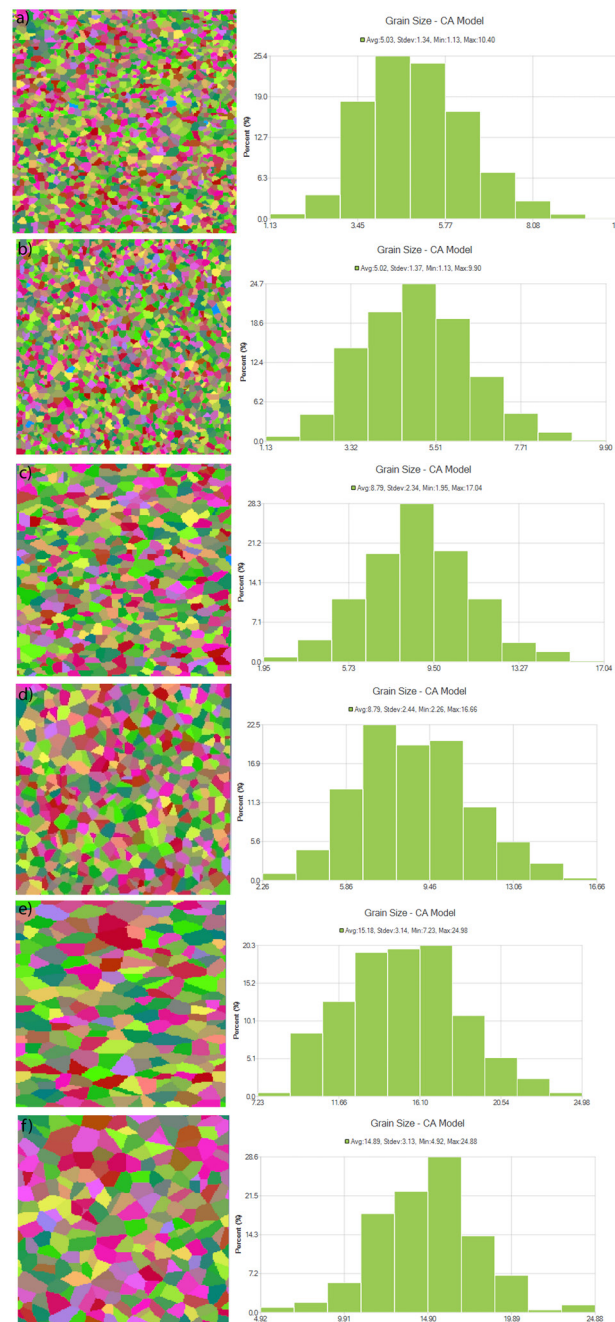 a)
Grain Size - CA Model
Avg:5.03, Stdev:1.34, Min:1.13, Max:10.40
Percent (%)
25.4
19.0
12.7
6.3
0.0
1.13 3.45 5.77 8.08
b)
Grain Size - CA Model
Avg:5.02, Stdev:1.37, Min:1.13, Max:9.90
Percent (%)
24.7
18.6
12.4
6.2
0.0
1.13 3.32 5.51 7.71 9.90
c)
Grain Size - CA Model
Avg:8.79, Stdev:2.34, Min:1.95, Max:17.04
Percent (%)
28.3
21.2
14.1
7.1
0.0
1.95 5.73 9.50 13.27 17.04
d)
Grain Size - CA Model
Avg:8.79, Stdev:2.44, Min:2.26, Max:16.66
Percent (%)
22.5
16.9
11.3
5.6
0.0
2.26 5.86 9.46 13.06 16.66
e)
Grain Size - CA Model
Avg:15.18, Stdev:3.14, Min:7.23, Max:24.98
Percent (%)
20.3
15.2
10.1
5.1
0.0
7.23 11.66 16.10 20.54 24.98
f)
Grain Size - CA Model
Avg:14.89, Stdev:3.13, Min:4.92, Max:24.88
Percent (%)
28.6
21.5
14.3
7.2
0.0
4.92 9.91 14.90 19.89 24.88